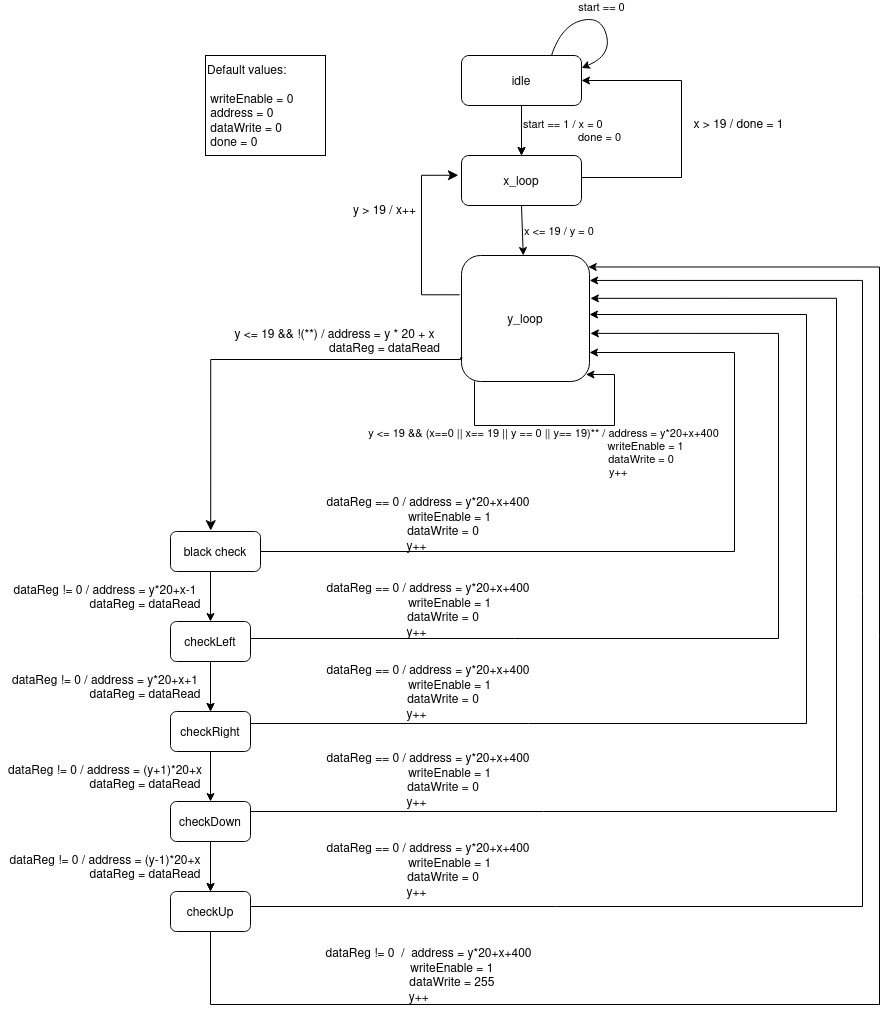 start == 0
Default values:
writeEnable = 0
address = 0
dataWrite = 0
done = 0
idle
start == 1 / x = 0
done = 0
x > 19 / done = 1
x_loop
y > 19 / x++
x <= 19 / y = 0
y_loop
y <= 19 && !(**) / address = y * 20 + x
dataReg = dataRead
y <= 19 && (x==0 || x== 19 || y == 0 || y== 19)** / address = y*20+x+400
writeEnable = 1
dataWrite = 0
y++
dataReg == 0 / address = y*20+x+400
writeEnable = 1
dataWrite = 0
y++
black check
dataReg != 0 / address = y*20+x-1
dataReg = dataRead
dataReg == 0 / address = y*20+x+400
writeEnable = 1
dataWrite = 0
y++
checkLeft
dataReg != 0 / address = y*20+x+1
dataReg = dataRead
dataReg == 0 / address = y*20+x+400
writeEnable = 1
dataWrite = 0
y++
checkRight
dataReg != 0 / address = (y+1)*20+x
dataReg = dataRead
dataReg == 0 / address = y*20+x+400
writeEnable = 1
dataWrite = 0
y++
checkDown
dataReg != 0 / address = (y-1)*20+x
dataReg = dataRead
dataReg == 0 / address = y*20+x+400
writeEnable = 1
dataWrite = 0
y++
checkUp
dataReg != 0 / address = y*20+x+400
writeEnable = 1
dataWrite = 255
y++